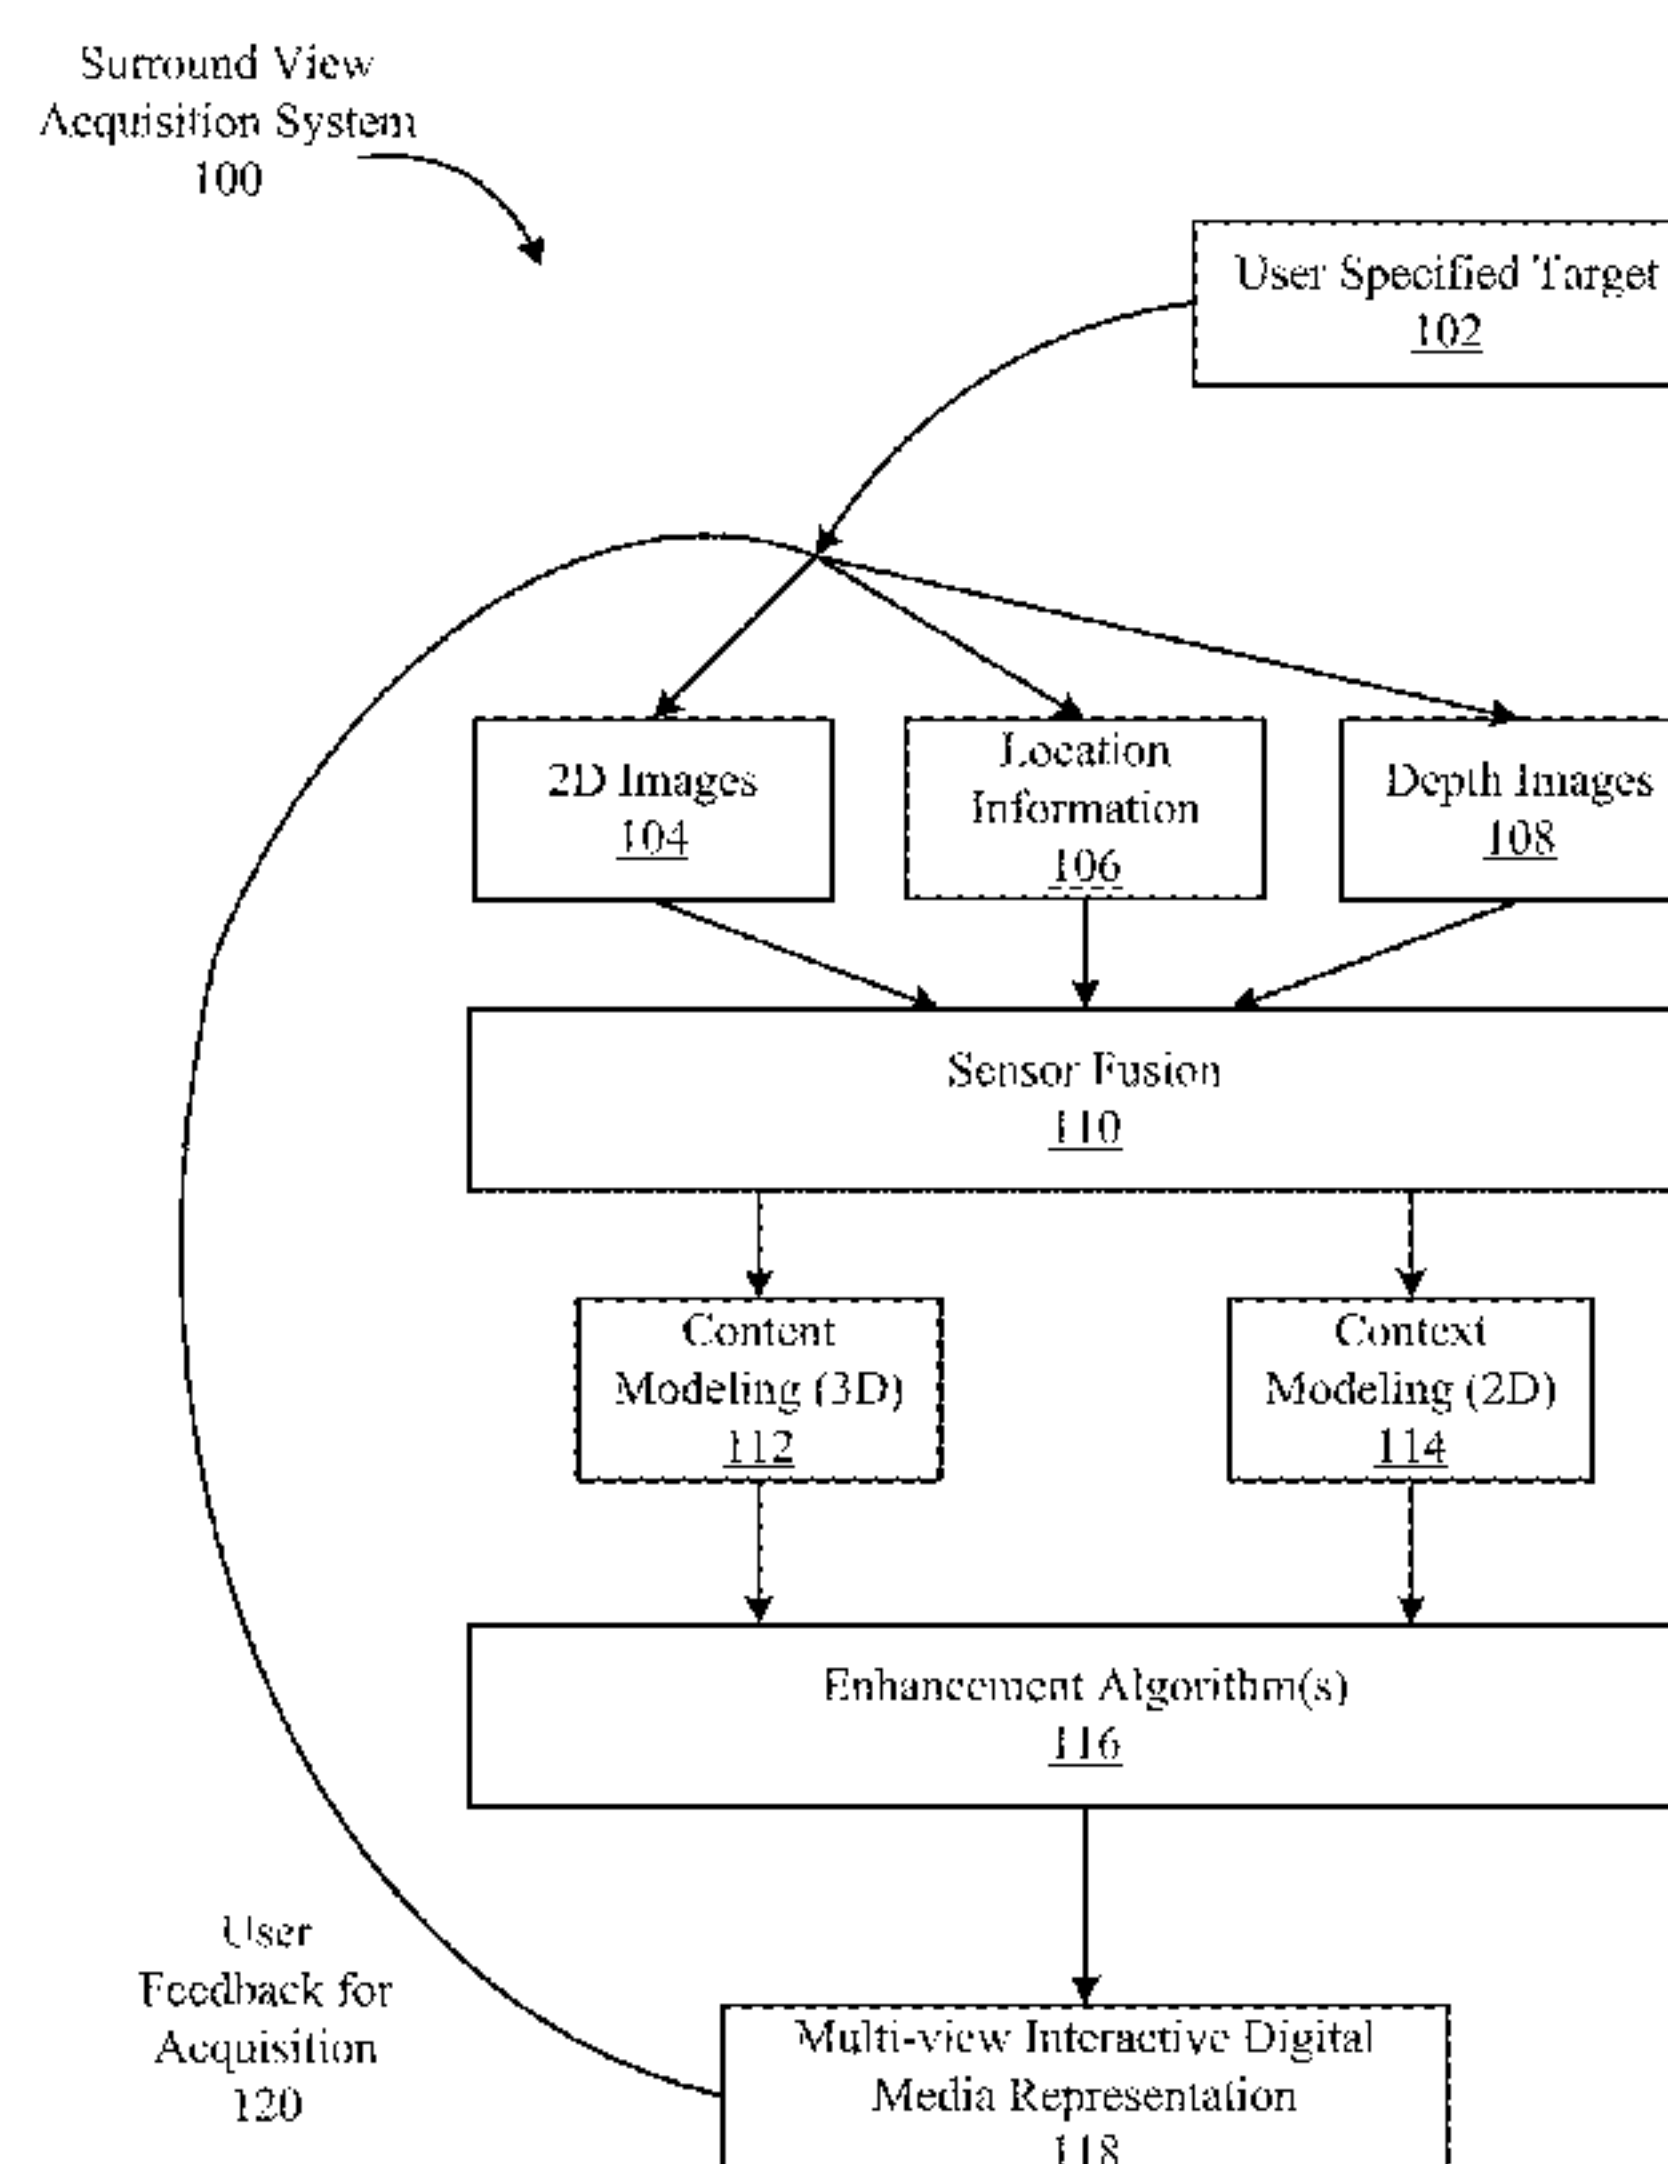 Surround View
Acquisition System
100
User Specified Target
102
2D Images
104
Location
Information
106
Depth Images
108
Sensor Fusion
110
Content
Modeling (3D)
112
Context
Modeling (2D)
114
Enhancement Algorithm(s)
116
User
Feedback for
Acquisition
120
Multi-view Interactive Digital
Media Representation
118